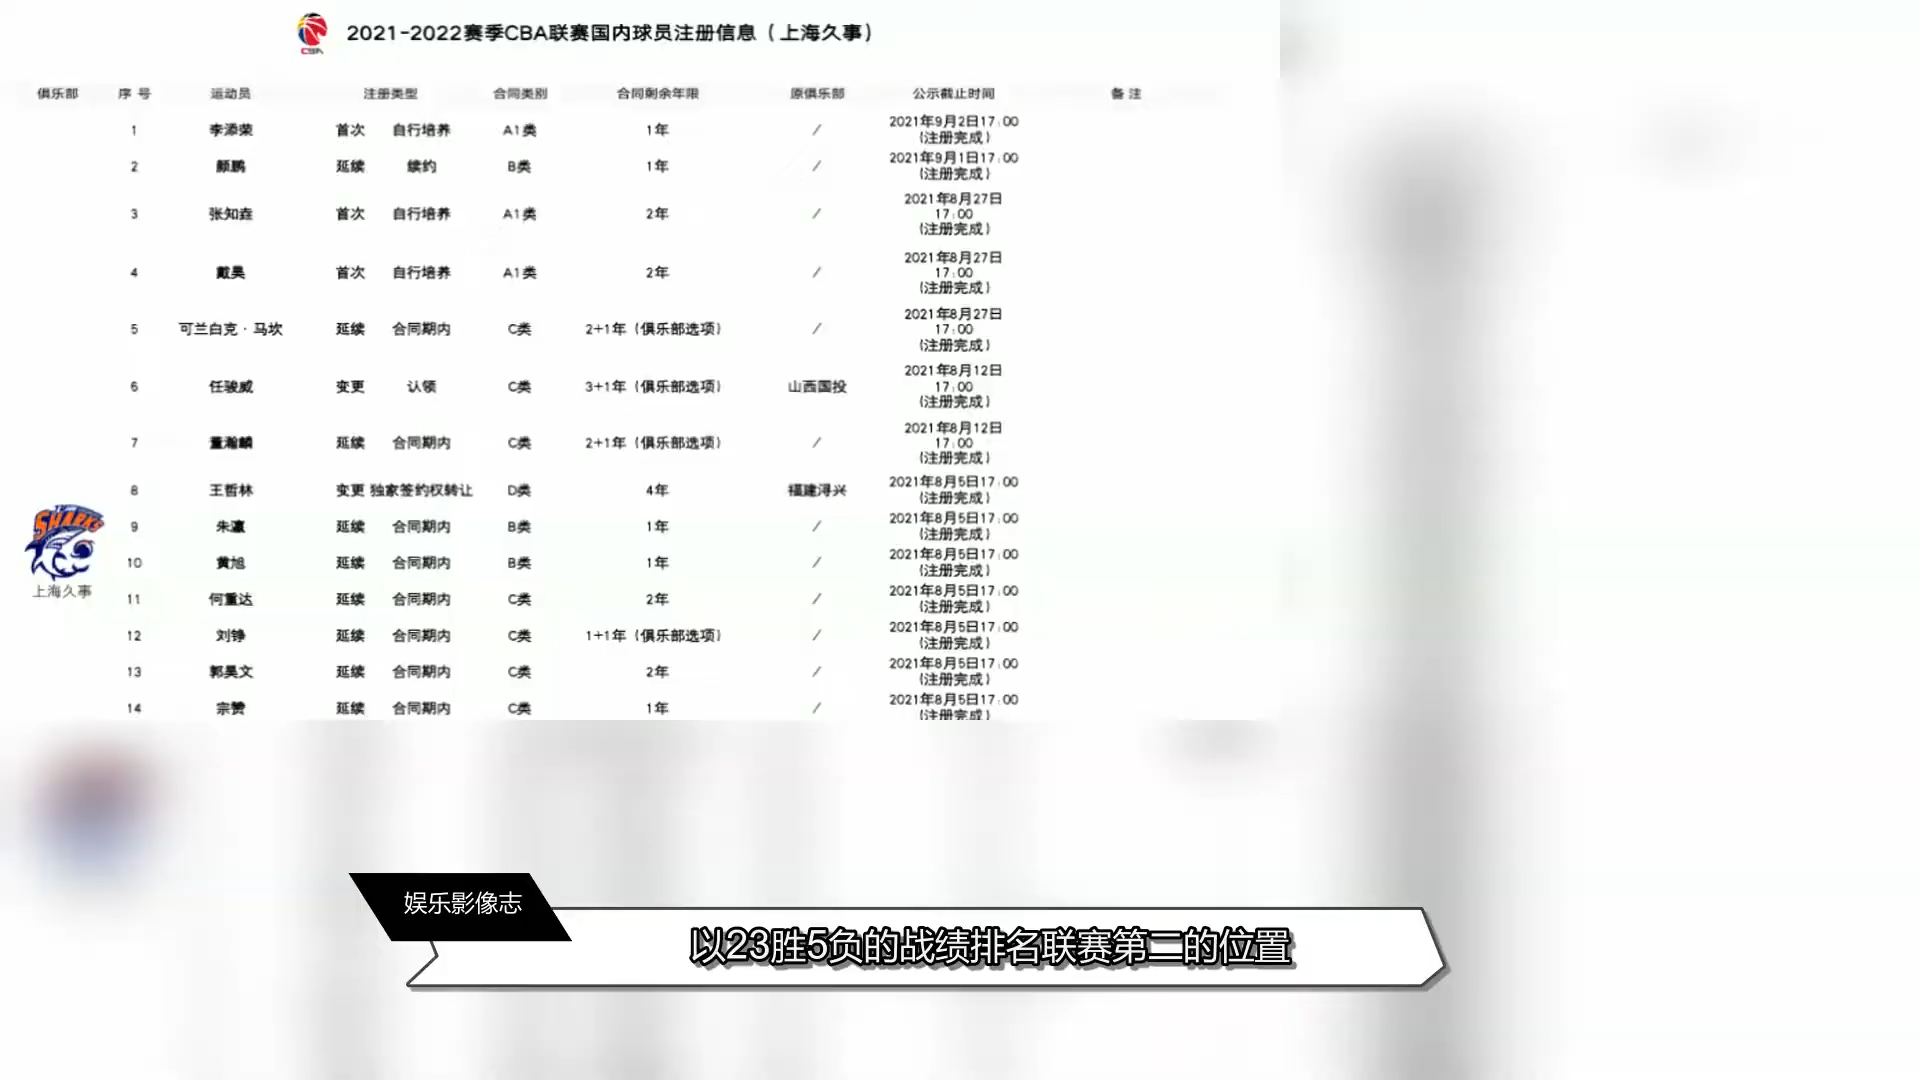 2021-2022赛季CBA联赛国内球员注册信息（上海久事）
俱乐部 序号 运动员 注册类型 合同类别 合同剩余年限 原俱乐部 公示截止时间 备注
1 李添荣 首次 自行培养 A1类 1年 / 2021年9月2日17:00
(注册完成)
2 颜鹏 延续 续约 B类 1年 / 2021年9月1日17:00
(注册完成)
3 张知垚 首次 自行培养 A1类 2年 / 2021年8月27日
17:00
(注册完成)
4 戴昊 首次 自行培养 A1类 2年 / 2021年8月27日
17:00
(注册完成)
5 可兰白克·马坎 延续 合同期内 C类 2+1年（俱乐部选项） / 2021年8月27日
17:00
(注册完成)
6 任骏威 变更 认领 C类 3+1年（俱乐部选项） 山西国投 2021年8月12日
17:00
(注册完成)
7 董瀚麟 延续 合同期内 C类 2+1年（俱乐部选项） / 2021年8月12日
17:00
(注册完成)
8 王哲林 变更 独家签约权转让 D类 4年 福建浔兴 2021年8月5日17:00
(注册完成)
SHARKS
上海久事
9 朱瀛 延续 合同期内 B类 1年 / 2021年8月5日17:00
(注册完成)
10 黄旭 延续 合同期内 B类 1年 / 2021年8月5日17:00
(注册完成)
11 何重达 延续 合同期内 C类 2年 / 2021年8月5日17:00
(注册完成)
12 刘铮 延续 合同期内 C类 1+1年（俱乐部选项） / 2021年8月5日17:00
(注册完成)
13 郭昊文 延续 合同期内 C类 2年 / 2021年8月5日17:00
(注册完成)
14 宗赞 延续 合同期内 C类 1年 / 2021年8月5日17:00
(注册完成)
娱乐影像志
以23胜5负的战绩排名联赛第二的位置